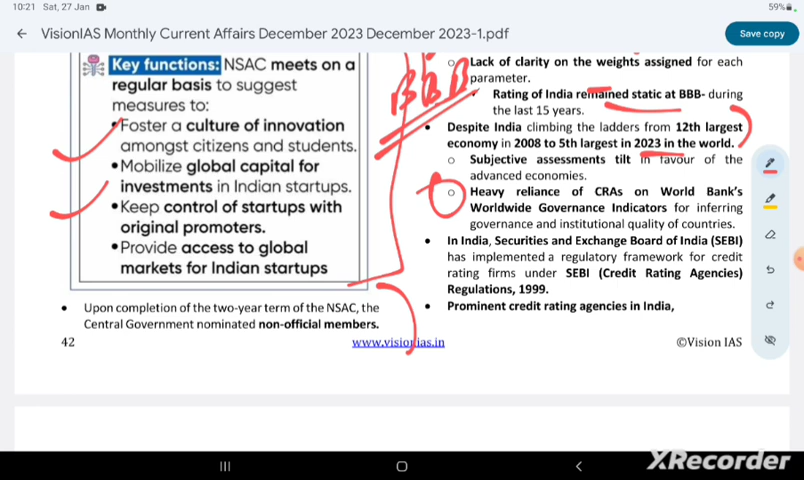 10:21 Sat, 27 Jan
59%
VisionIAS Monthly Current Affairs December 2023 December 2023-1.pdf
Save copy
Key functions: NSAC meets on a
regular basis to suggest
measures to:
• Foster a culture of innovation
amongst citizens and students.
• Mobilize global capital for
investments in Indian startups.
• Keep control of startups with
original promoters.
• Provide access to global
markets for Indian startups
• Upon completion of the two-year term of the NSAC, the
Central Government nominated non-official members.
BBB
o Lack of clarity on the weights assigned for each
parameter.
Rating of India remained static at BBB- during
the last 15 years.
• Despite India climbing the ladders from 12th largest
economy in 2008 to 5th largest in 2023 in the world.
o Subjective assessments tilt in favour of the
advanced economies.
o Heavy reliance of CRAs on World Bank's
Worldwide Governance Indicators for inferring
governance and institutional quality of countries.
• In India, Securities and Exchange Board of India (SEBI)
has implemented a regulatory framework for credit
rating firms under SEBI (Credit Rating Agencies)
Regulations, 1999.
• Prominent credit rating agencies in India,
42
www.visionias.in
©Vision IAS
XRecorder